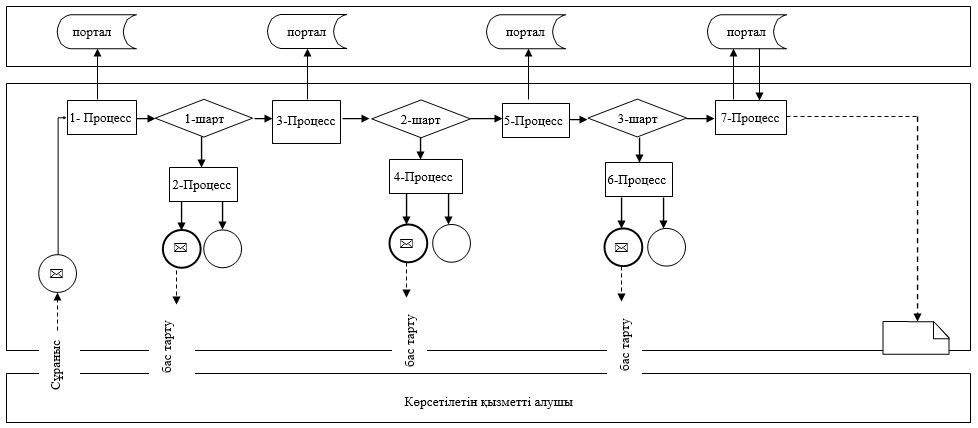 портал
портал
портал
портал
1- Процесс
1-шарт
3-Процесс
2-шарт
5-Процесс
3-шарт
7-Процесс
2-Процесс
4-Процесс
6-Процесс
Сұраныс
бас тарту
бас тарту
бас тарту
Көрсетілетін қызметті алушы